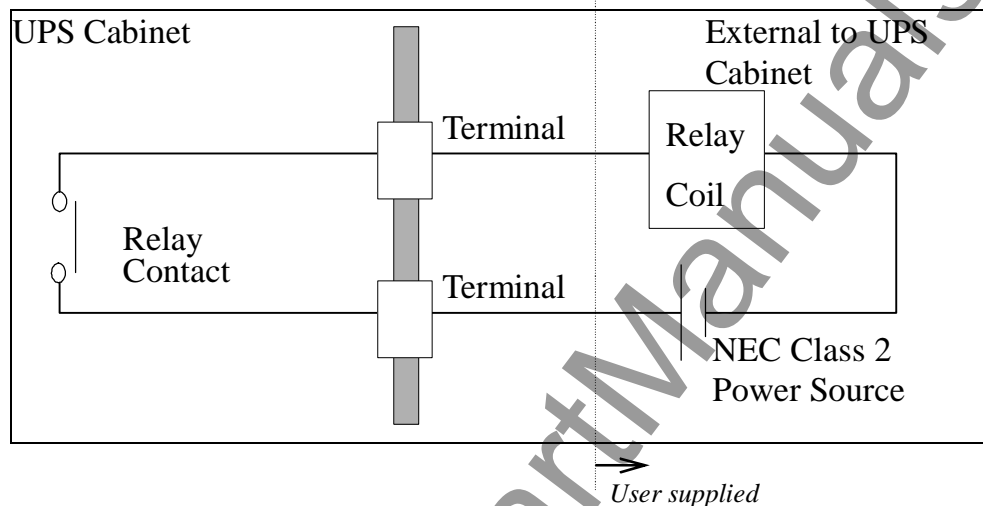 UPS Cabinet
External to UPS
Cabinet
Terminal
Relay
Coil
Relay
Contact
Terminal
NEC Class 2
Power Source
User supplied